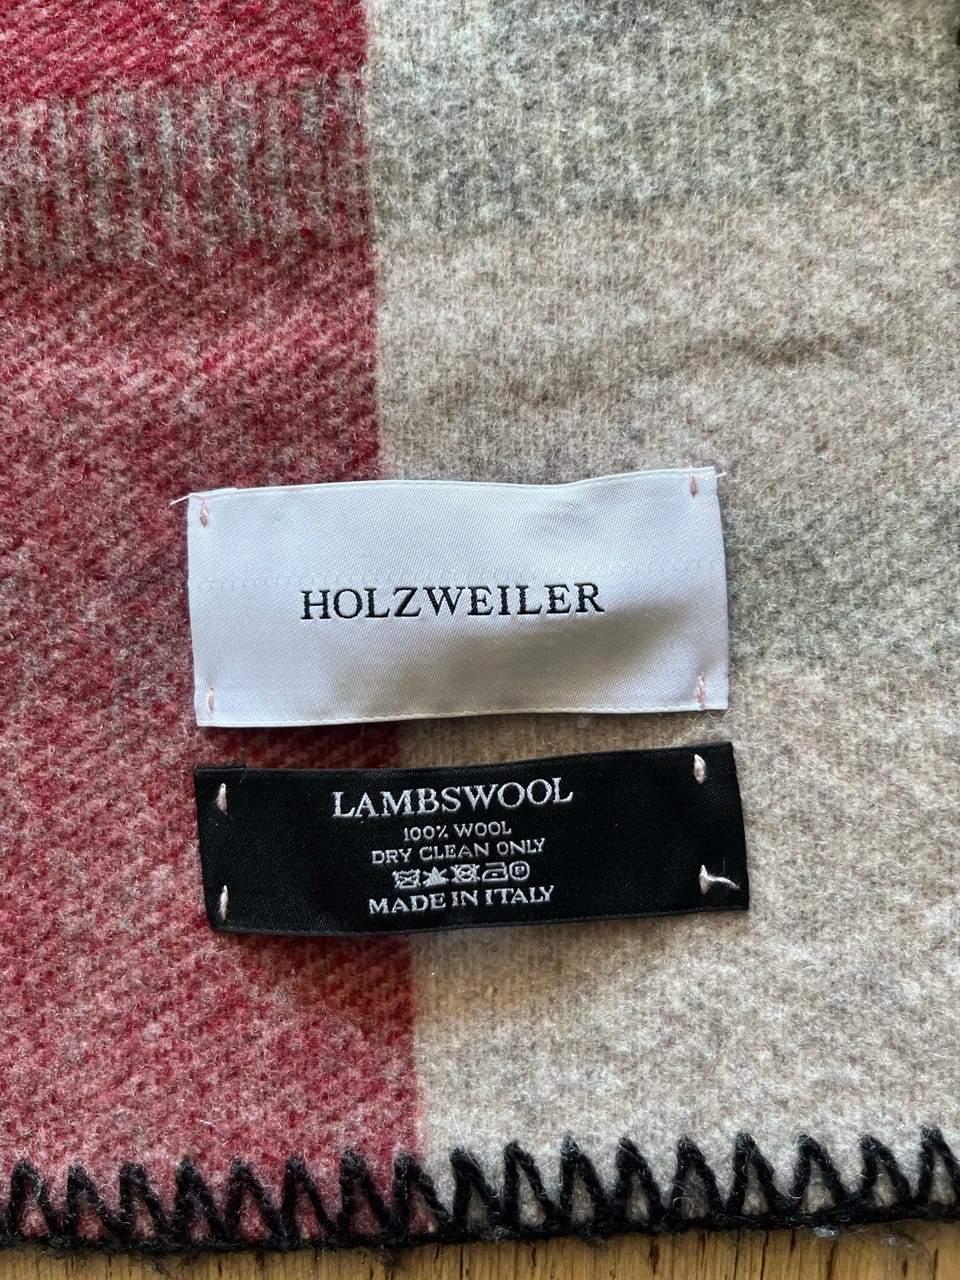 HOLZWEILER
LAMBSWOOL
100% WOOL
DRY CLEAN ONLY
MADE IN ITALY